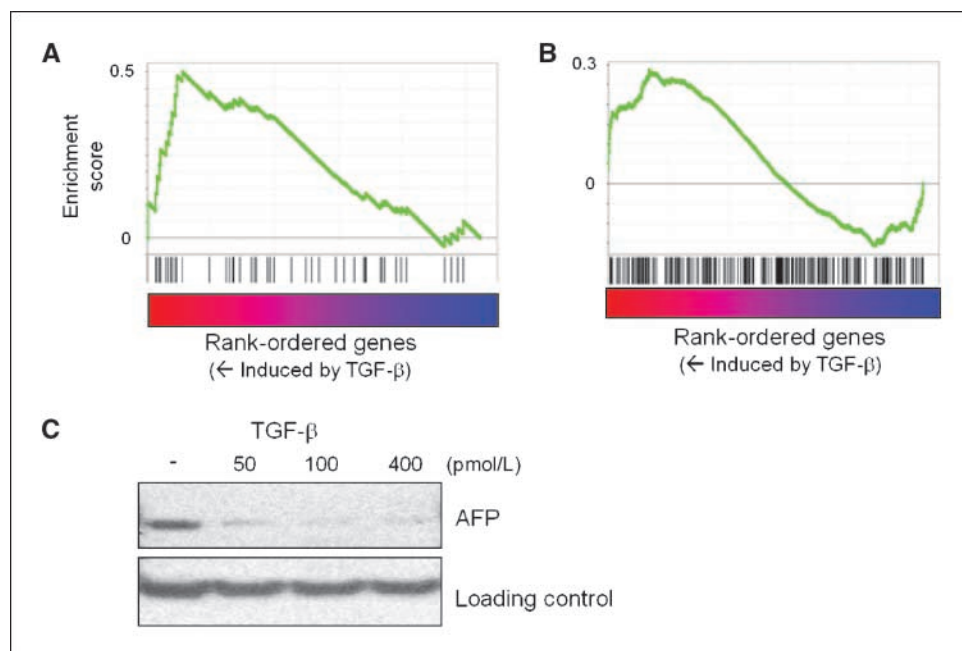 A
0.5
Enrichment
score
0
Rank-ordered genes
(← Induced by TGF-β)
B
0.3
0
Rank-ordered genes
(← Induced by TGF-β)
C
TGF-β
- 50 100 400 (pmol/L)
AFP
Loading control